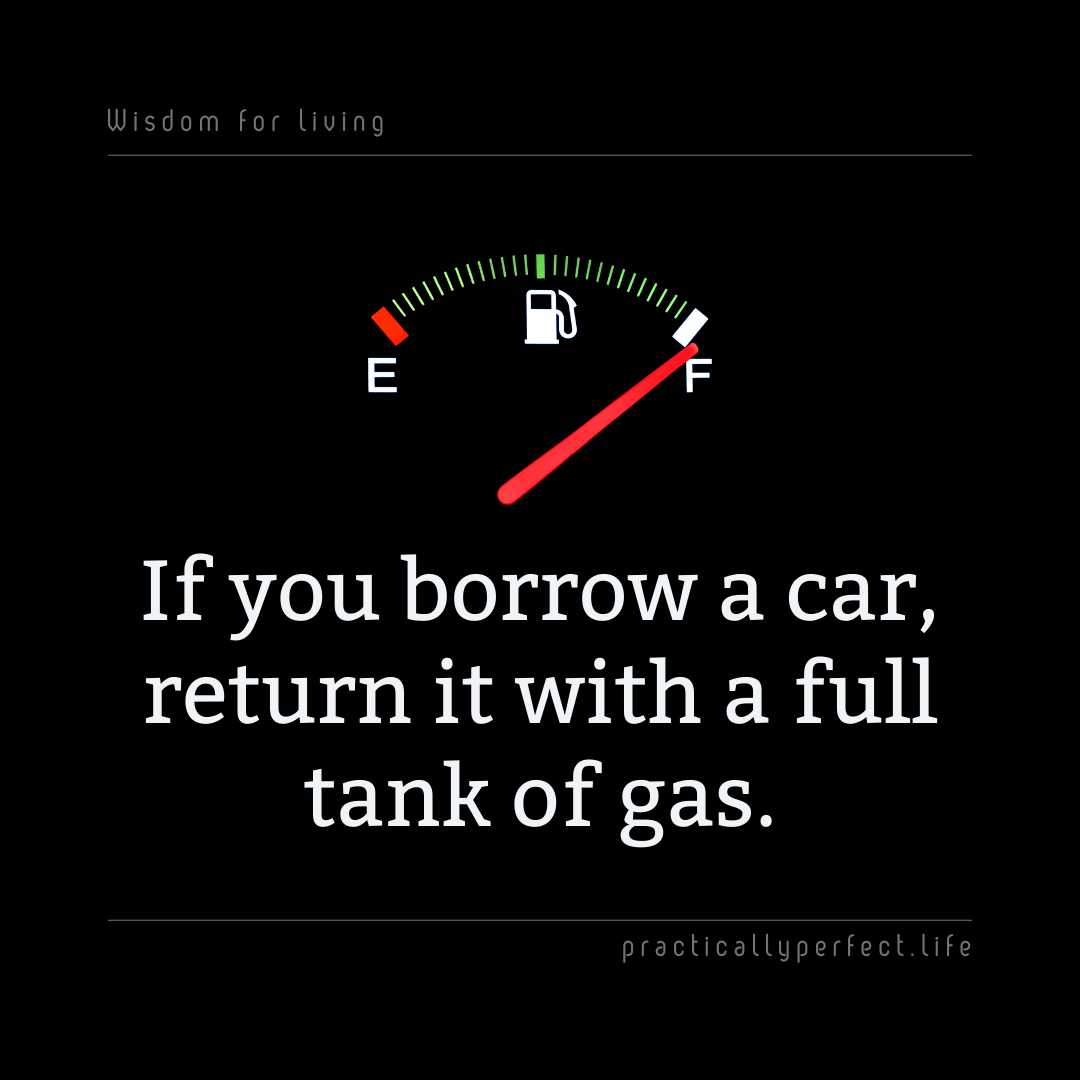 Wisdom for living
E
F
If you borrow a car,
return it with a full
tank of gas.
practicallyperfect.life